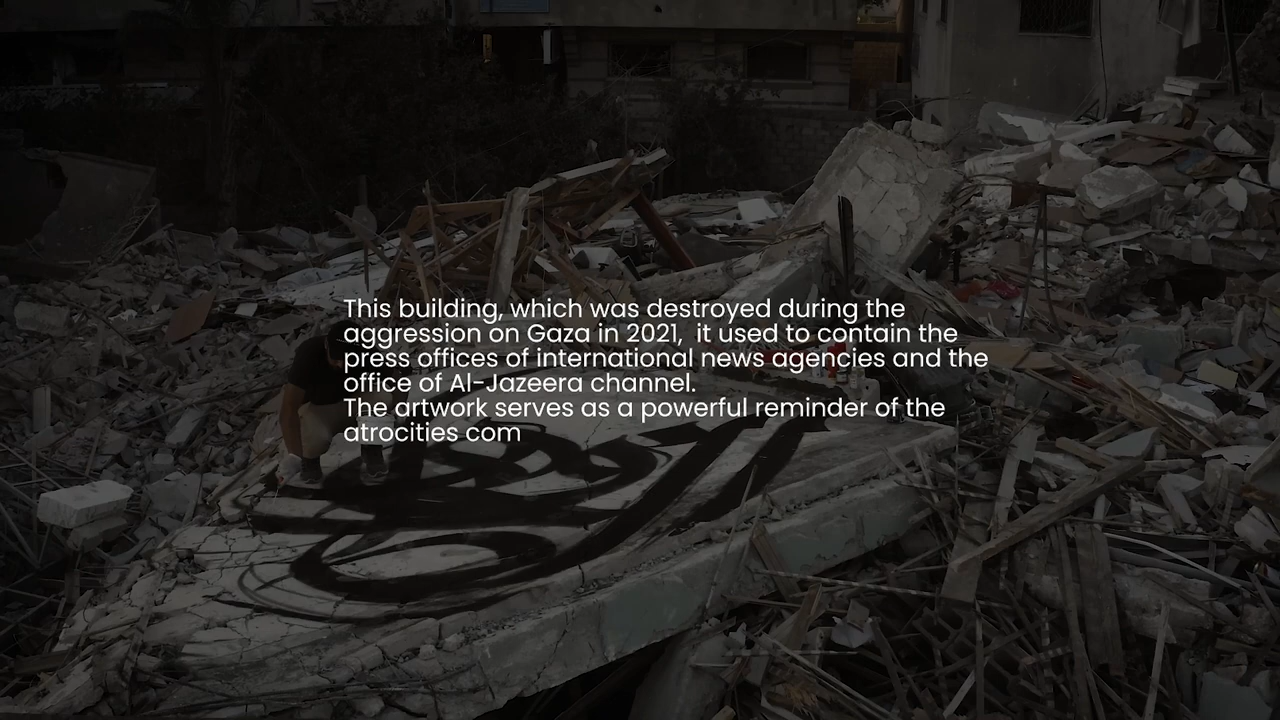 This building, which was destroyed during the
aggression on Gaza in 2021,  it used to contain the
press offices of international news agencies and the
office of Al-Jazeera channel.
The artwork serves as a powerful reminder of the
atrocities com